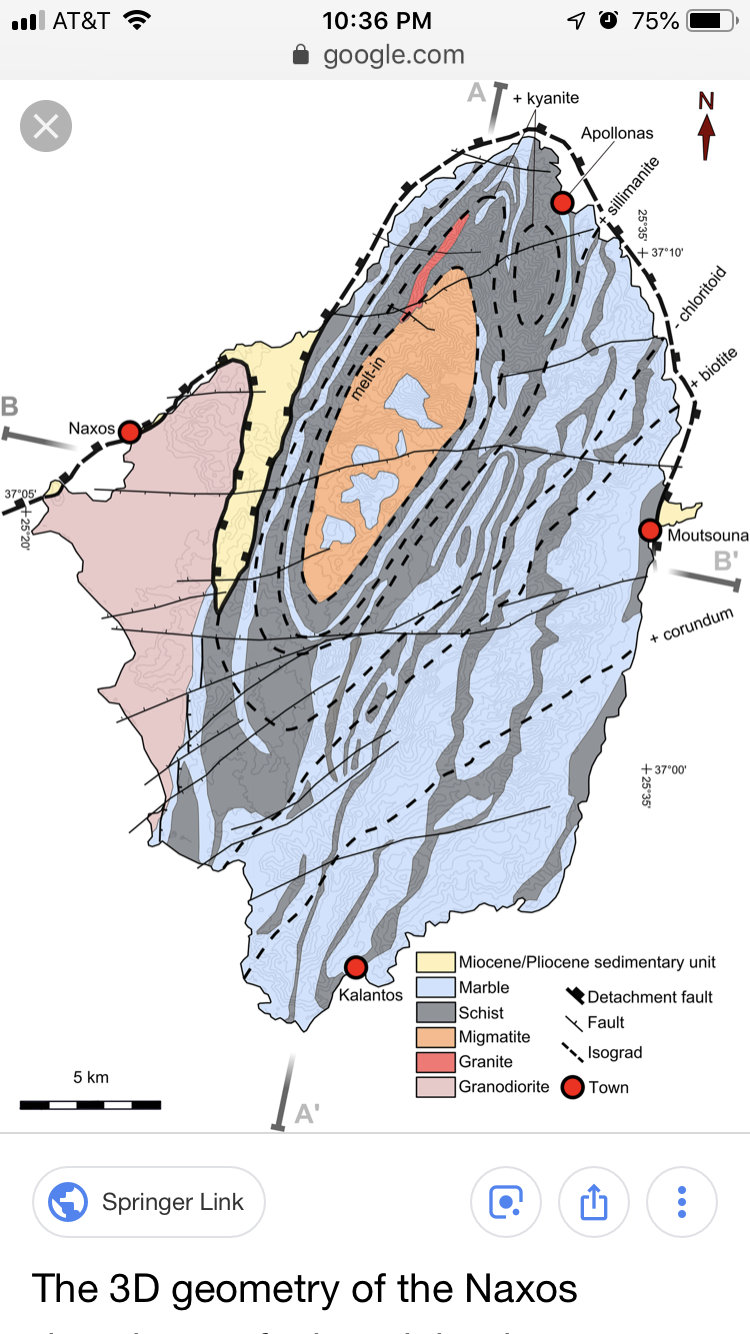 AT&T 10:36 PM 75%
google.com
A
+ kyanite
N
Apollonas
+ sillimanite
25°35'
37°10'
- chloritoid
+ biotite
melt-in
B
Naxos
37°05'
25°20'
Moutsouna
B'
+ corundum
37°00'
25°35'
Kalantos
Miocene/Pliocene sedimentary unit
Marble
Schist
Migmatite
Granite
Granodiorite
Detachment fault
Fault
Isograd
Town
5 km
A'
Springer Link
The 3D geometry of the Naxos